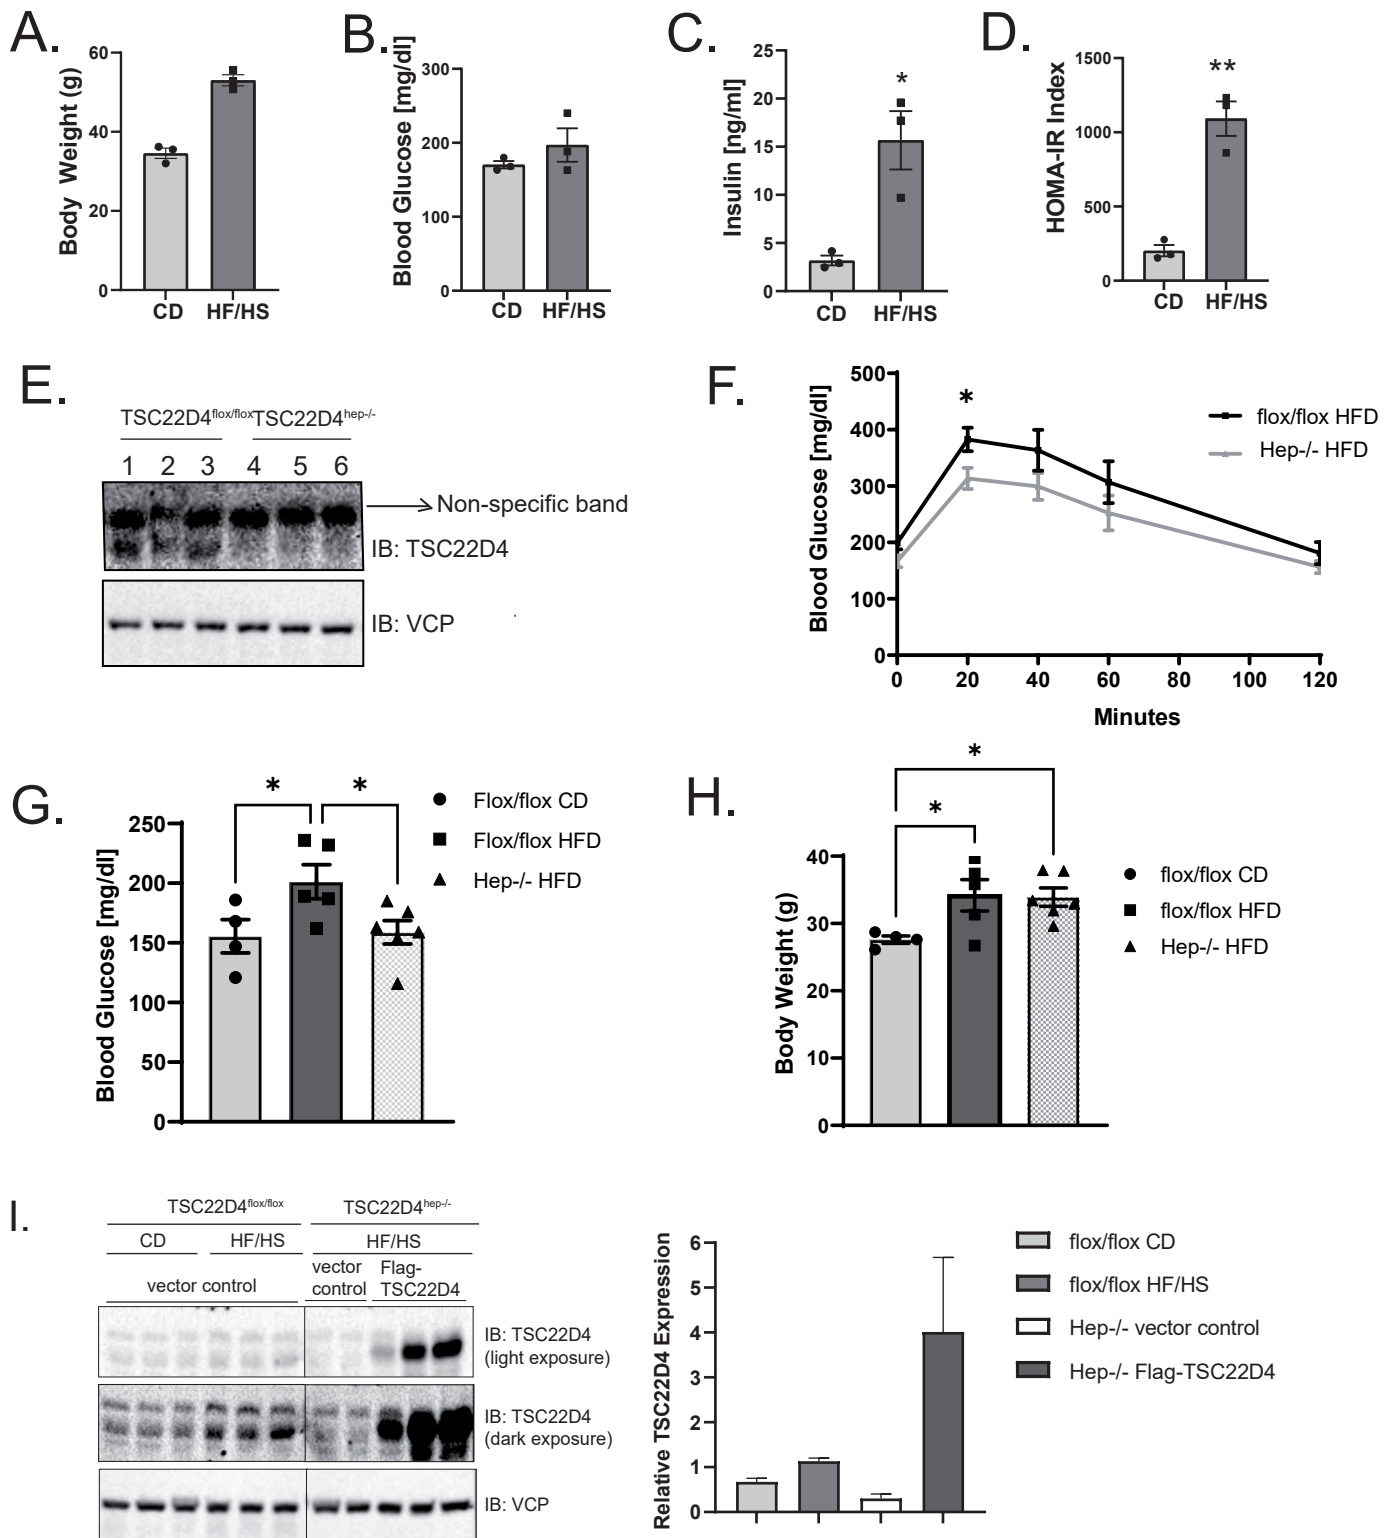 A.
Body Weight (g)
60
40
20
0
CD HF/HS
B.
Blood Glucose [mg/dl]
300
200
100
0
CD HF/HS
C.
Insulin [ng/ml]
25
20
15
10
5
0
*
CD HF/HS
D.
HOMA-IR Index
1500
1000
500
0
**
CD HF/HS
E.
TSC22D4flox/flox TSC22D4hep-/-
1 2 3 4 5 6
Non-specific band
IB: TSC22D4
IB: VCP
F.
Blood Glucose [mg/dl]
500
400
300
200
100
0
*
0 20 40 60 80 100 120
Minutes
flox/flox HFD
Hep-/- HFD
G.
Blood Glucose [mg/dl]
250
200
150
100
50
0
* *
Flox/flox CD
Flox/flox HFD
Hep-/- HFD
H.
Body Weight (g)
40
30
20
10
0
*
*
flox/flox CD
flox/flox HFD
Hep-/- HFD
I.
TSC22D4flox/flox TSC22D4hep-/-
CD HF/HS HF/HS
vector control
vector control
Flag-TSC22D4
IB: TSC22D4
(light exposure)
IB: TSC22D4
(dark exposure)
IB: VCP
Relative TSC22D4 Expression
6
5
4
3
2
1
0
flox/flox CD
flox/flox HF/HS
Hep-/- vector control
Hep-/- Flag-TSC22D4